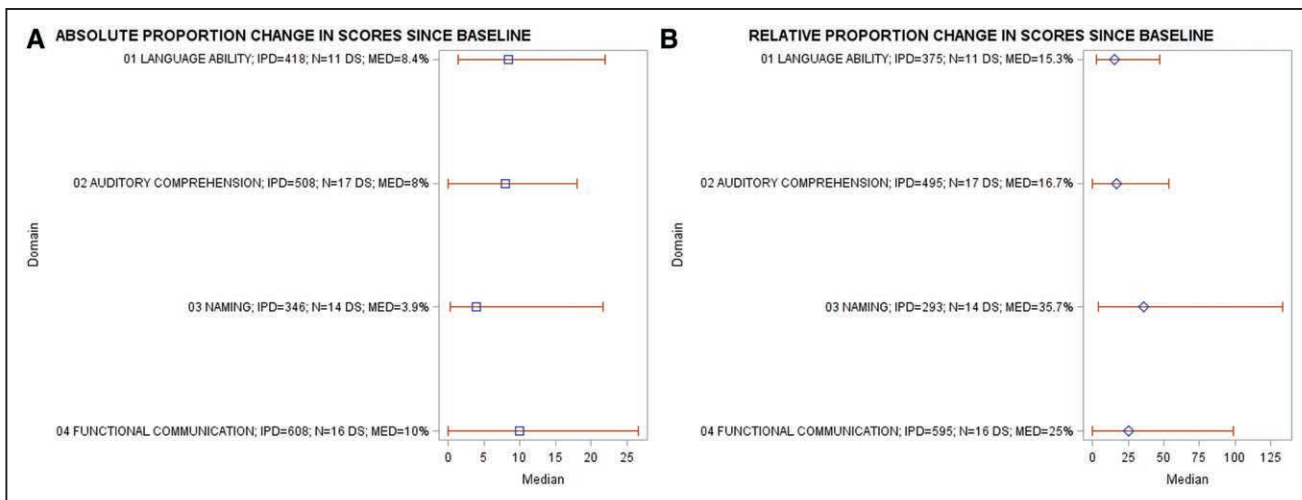 A ABSOLUTE PROPORTION CHANGE IN SCORES SINCE BASELINE
01 LANGUAGE ABILITY; IPD=418; N=11 DS; MED=8.4%
02 AUDITORY COMPREHENSION; IPD=508; N=17 DS; MED=8%
Domain
03 NAMING; IPD=346; N=14 DS; MED=3.9%
04 FUNCTIONAL COMMUNICATION; IPD=608; N=16 DS; MED=10%
0 5 10 15 20 25
Median
B RELATIVE PROPORTION CHANGE IN SCORES SINCE BASELINE
01 LANGUAGE ABILITY; IPD=375; N=11 DS; MED=15.3%
02 AUDITORY COMPREHENSION; IPD=495; N=17 DS; MED=16.7%
Domain
03 NAMING; IPD=293; N=14 DS; MED=35.7%
04 FUNCTIONAL COMMUNICATION; IPD=595; N=16 DS; MED=25%
0 25 50 75 100 125
Median